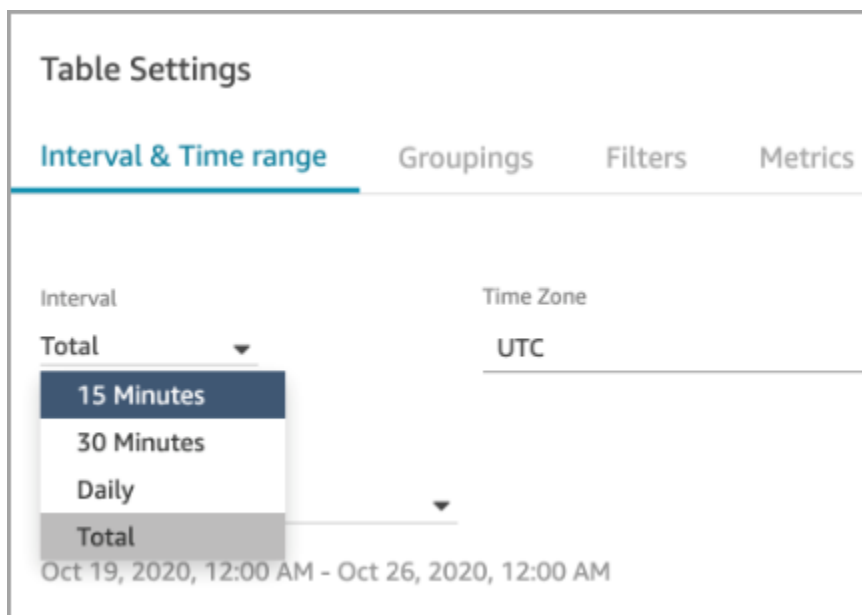 Table Settings
Interval & Time range Groupings Filters Metrics
Interval Time Zone
Total UTC
15 Minutes
30 Minutes
Daily
Total
Oct 19, 2020, 12:00 AM - Oct 26, 2020, 12:00 AM